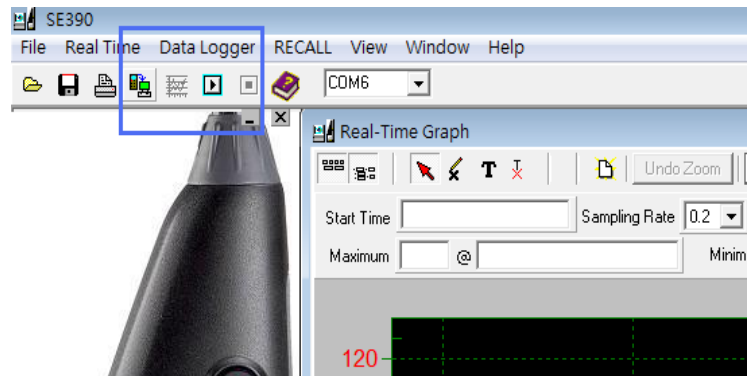 SE390
File Real Time Data Logger RECALL View Window Help
COM6
Real-Time Graph
T T
Undo Zoom
Start Time Sampling Rate 0.2
Maximum @ Minim
120